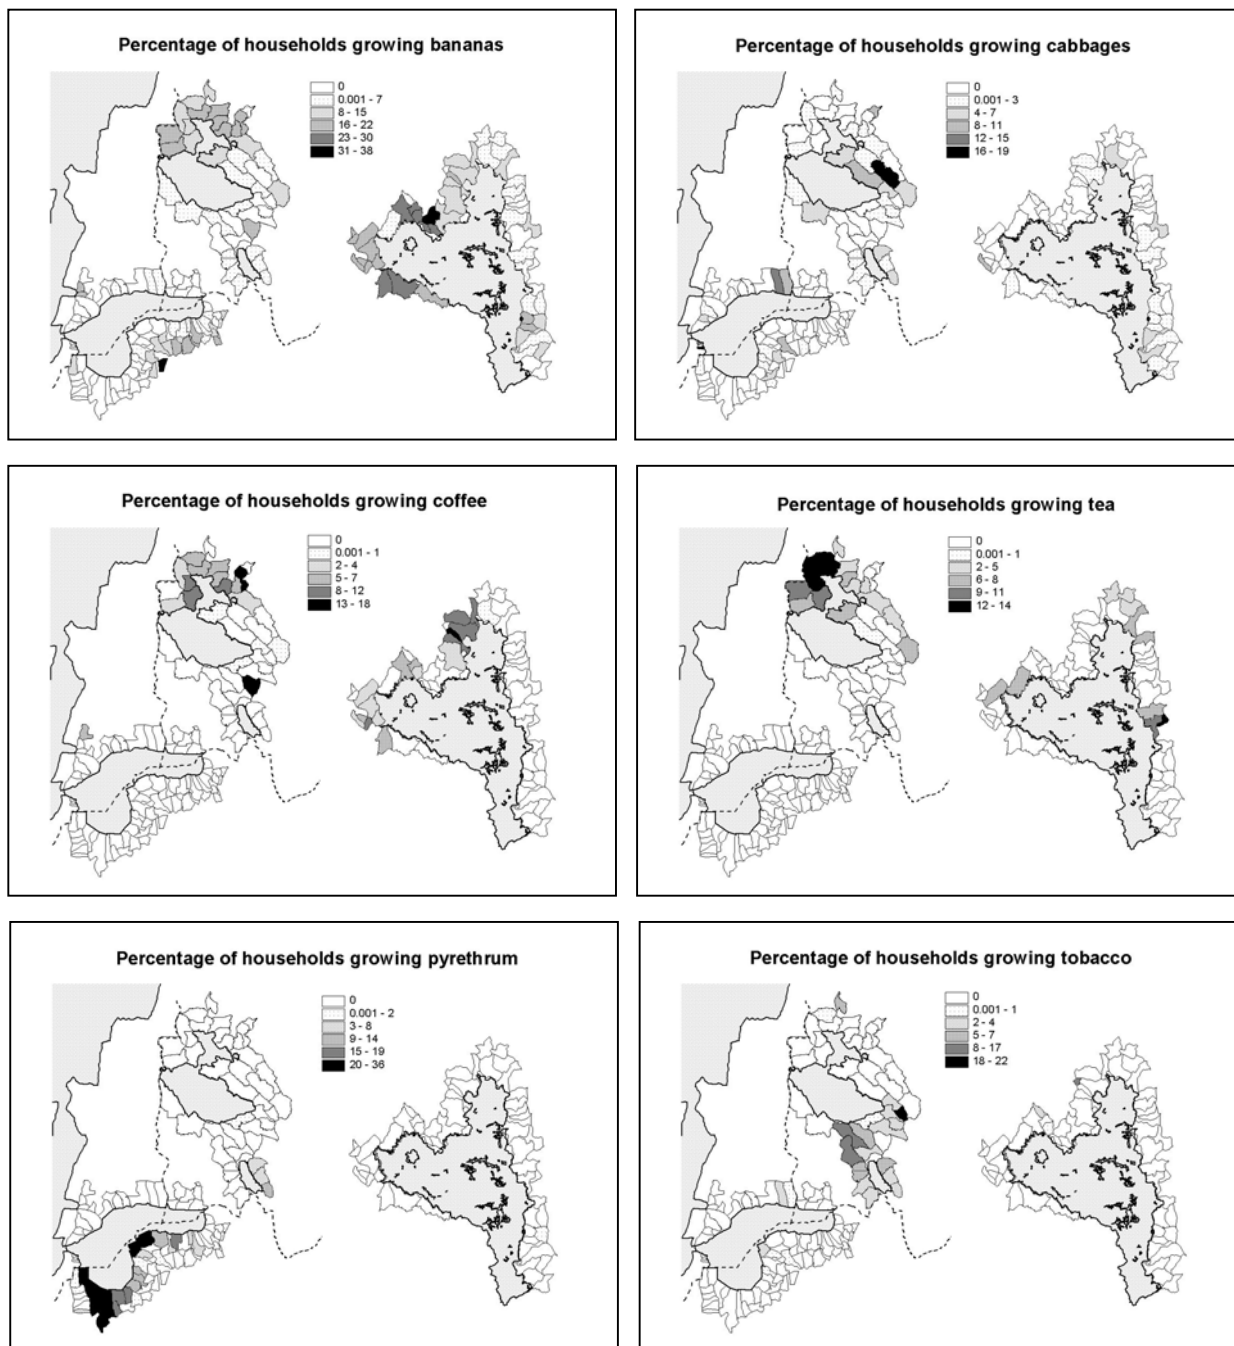 Percentage of households growing bananas
0
0.001 - 7
8 - 15
16 - 22
23 - 30
31 - 38
Percentage of households growing cabbages
0
0.001 - 3
4 - 7
8 - 11
12 - 15
16 - 19
Percentage of households growing coffee
0
0.001 - 1
2 - 4
5 - 7
8 - 12
13 - 18
Percentage of households growing tea
0
0.001 - 1
2 - 5
6 - 8
9 - 11
12 - 14
Percentage of households growing pyrethrum
0
0.001 - 2
3 - 8
9 - 14
15 - 19
20 - 36
Percentage of households growing tobacco
0
0.001 - 1
2 - 4
5 - 7
8 - 17
18 - 22